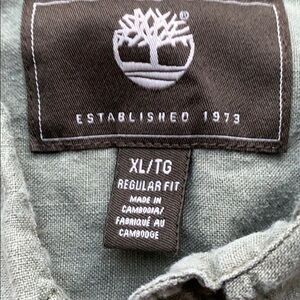 ®
ESTABLISHED 1973
XL/TG
REGULAR FIT
MADE IN
CAMBODIA/
FABRIQUÉ AU
CAMBODGE